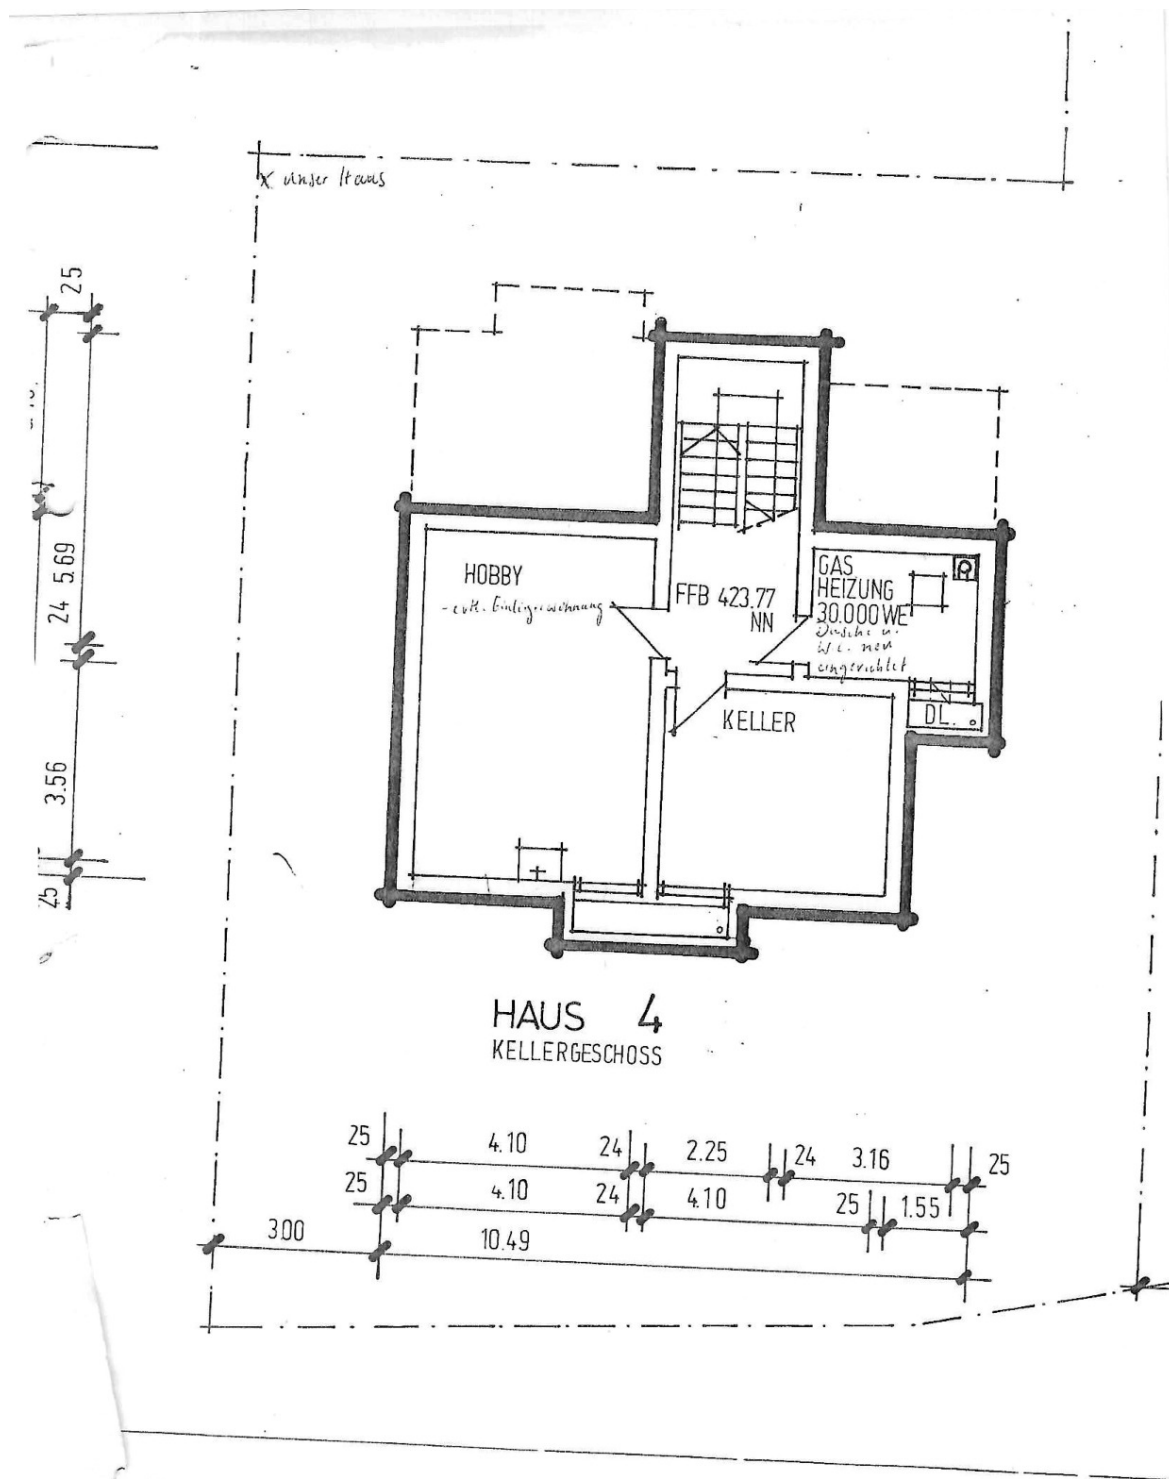 x unser Haus
25
HOBBY
- evtl. Einliegerwohnung
FFB 423.77
NN
GAS
HEIZUNG
30.000 WE
Dusche u.
W.C. neu
eingerichtet
KELLER
DL.
24 5.69
3.56
25
HAUS 4
KELLERGESCHOSS
25 4.10 24 2.25 24 3.16 25
25 4.10 24 4.10 25 1.55
3.00 10.49